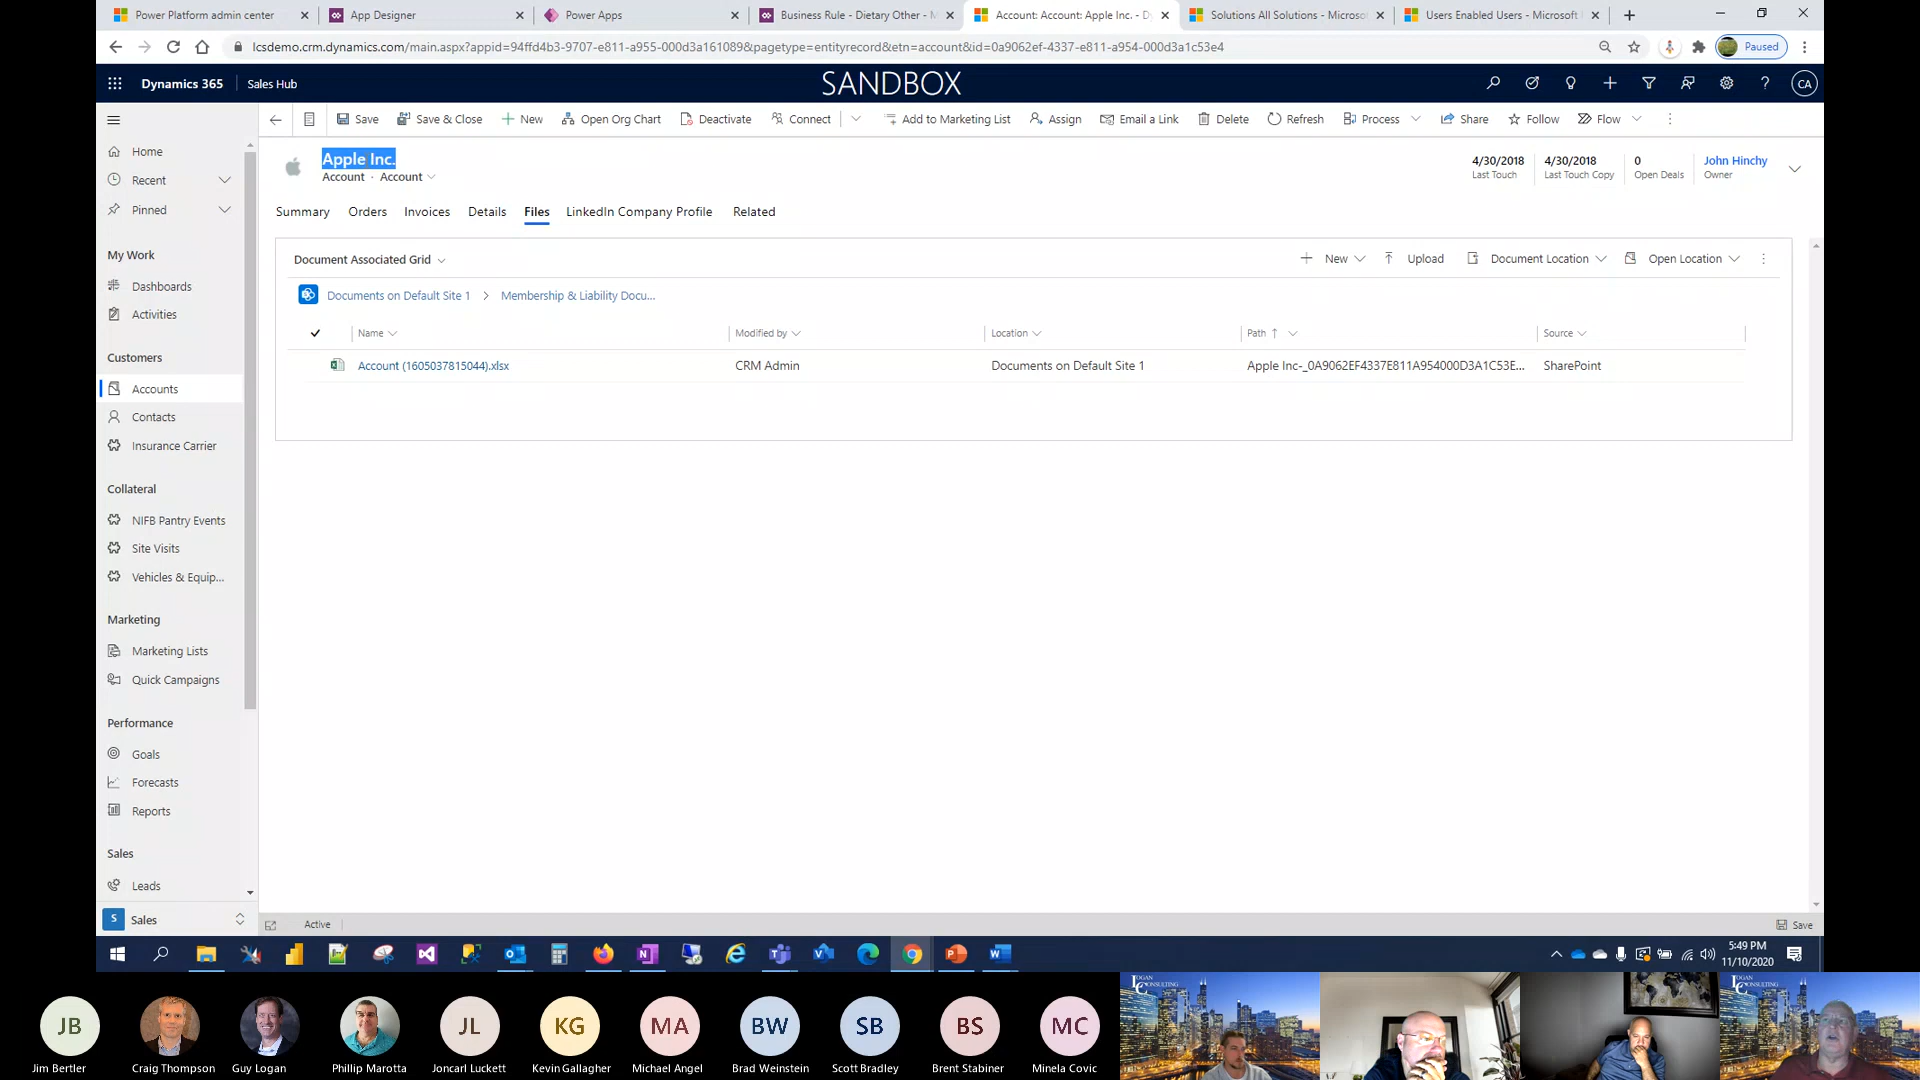 Power Platform admin center
App Designer
Power Apps
Business Rule - Dietary Other - M
Account: Account: Apple Inc. - D
Solutions All Solutions - Microsof
Users Enabled Users - Microsoft
lcsdemo.crm.dynamics.com/main.aspx?appid=94ffd4b3-9707-e811-a955-000d3a161089&pagetype=entityrecord&etn=account&id=0a9062ef-4337-e811-a954-000d3a1c53e4
Paused
Dynamics 365
Sales Hub
SANDBOX
CA
Save
Save & Close
New
Open Org Chart
Deactivate
Connect
Add to Marketing List
Assign
Email a Link
Delete
Refresh
Process
Share
Follow
Flow
Home
Recent
Pinned
My Work
Dashboards
Activities
Customers
Accounts
Contacts
Insurance Carrier
Collateral
NIFB Pantry Events
Site Visits
Vehicles & Equip...
Marketing
Marketing Lists
Quick Campaigns
Performance
Goals
Forecasts
Reports
Sales
Leads
S Sales
Apple Inc.
Account · Account
4/30/2018
Last Touch
4/30/2018
Last Touch Copy
0
Open Deals
John Hinchy
Owner
Summary
Orders
Invoices
Details
Files
LinkedIn Company Profile
Related
Document Associated Grid
New
Upload
Document Location
Open Location
Documents on Default Site 1
Membership & Liability Docu...
Name
Modified by
Location
Path
Source
Account (1605037815044).xlsx
CRM Admin
Documents on Default Site 1
Apple Inc-_0A9062EF4337E811A954000D3A1C53E...
SharePoint
Active
Save
5:49 PM
11/10/2020
JB
Jim Bertler
Craig Thompson
Guy Logan
Phillip Marotta
JL
Joncarl Luckett
KG
Kevin Gallagher
MA
Michael Angel
BW
Brad Weinstein
SB
Scott Bradley
BS
Brent Stabiner
MC
Minela Covic
LOGAN
CONSULTING
LOGAN
CONSULTING